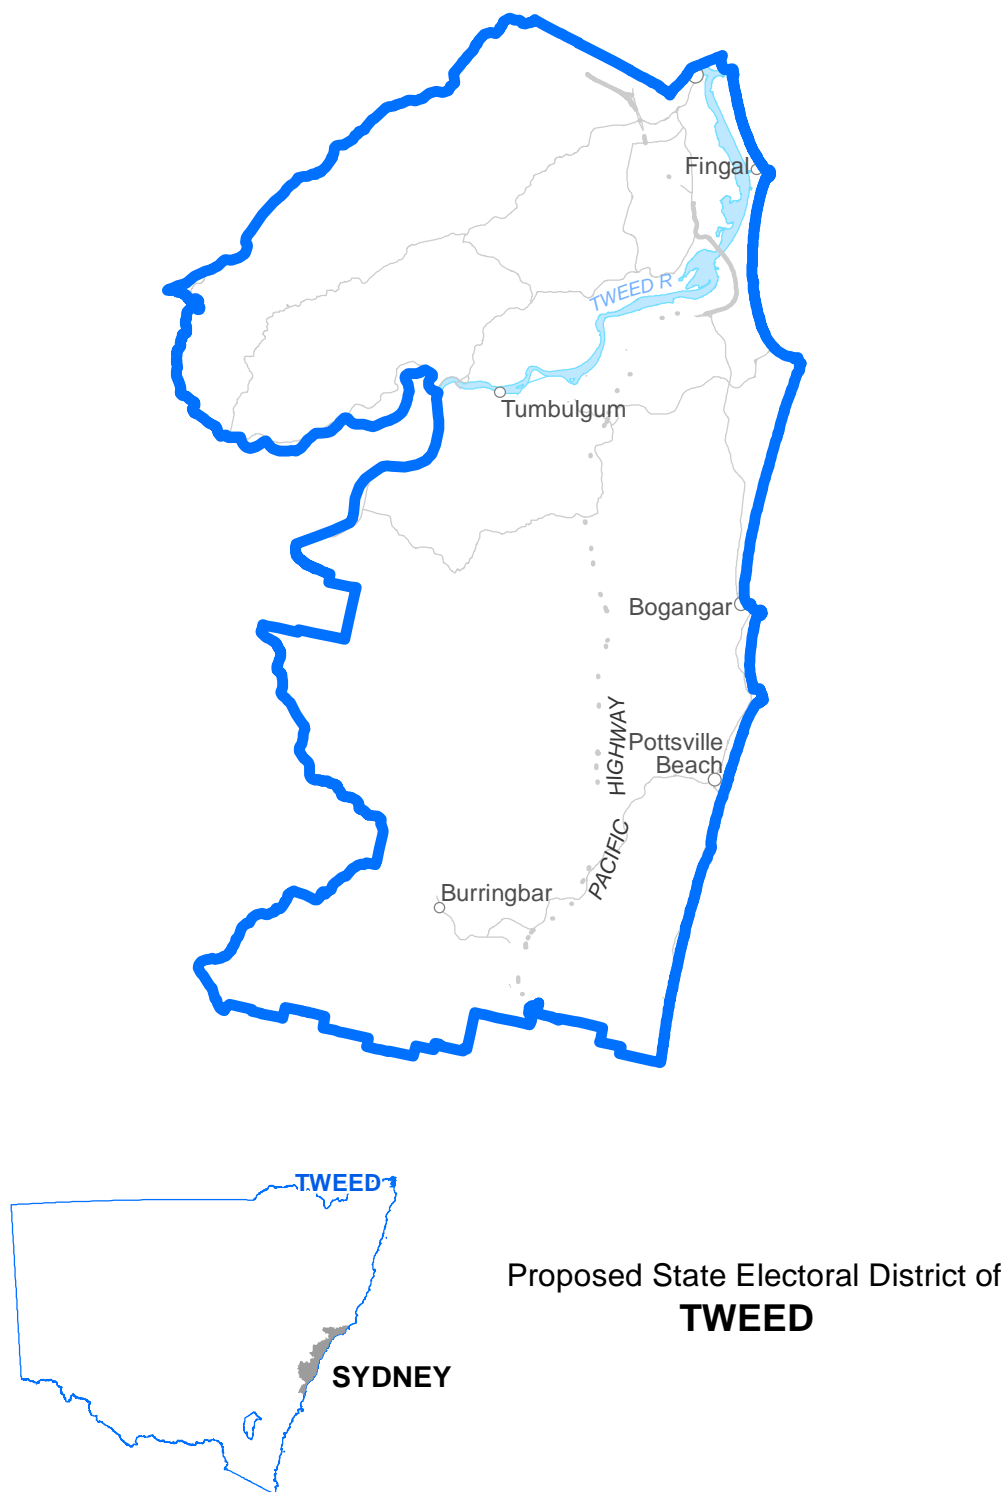 Fingal
TWEED R
Tumbulgum
Bogangar
HIGHWAY
Pottsville
Beach
PACIFIC
Burringbar
TWEED
SYDNEY
Proposed State Electoral District of
TWEED